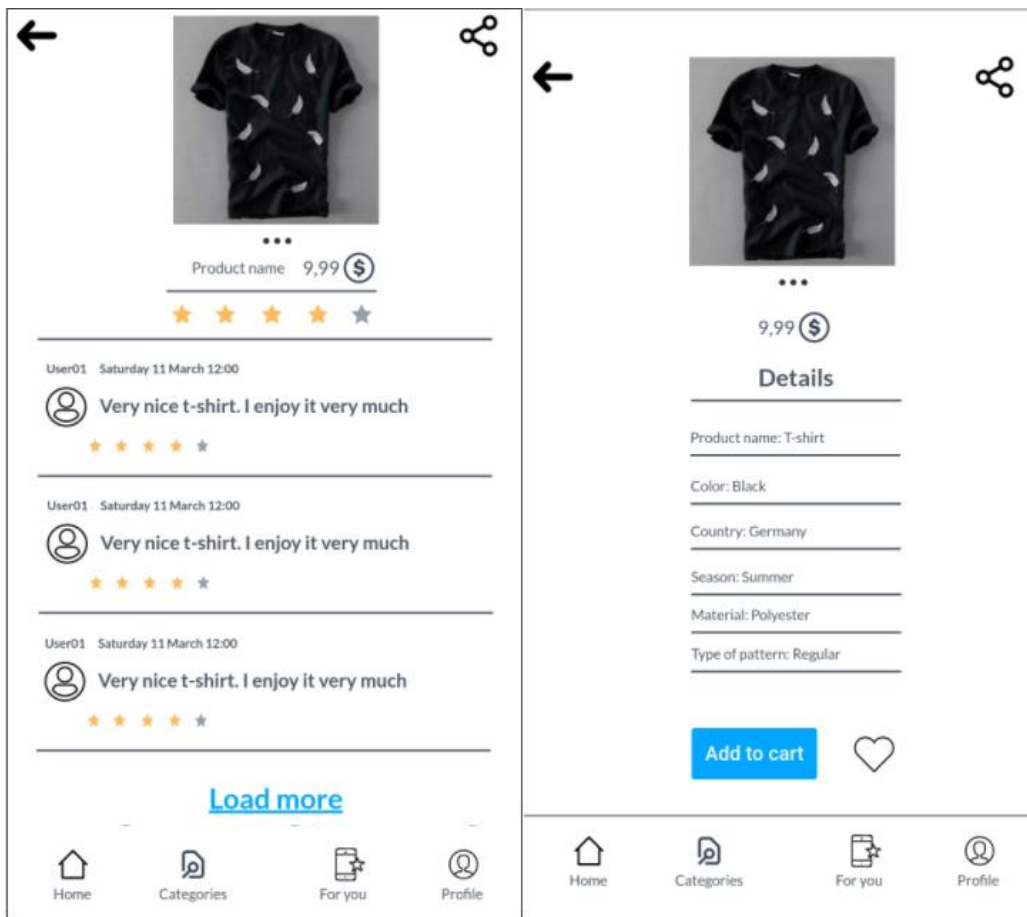 Product name 9,99 $
User01 Saturday 11 March 12:00
Very nice t-shirt. I enjoy it very much
User01 Saturday 11 March 12:00
Very nice t-shirt. I enjoy it very much
User01 Saturday 11 March 12:00
Very nice t-shirt. I enjoy it very much
Load more
Home Categories For you Profile
9,99 $
Details
Product name: T-shirt
Color: Black
Country: Germany
Season: Summer
Material: Polyester
Type of pattern: Regular
Add to cart
Home Categories For you Profile